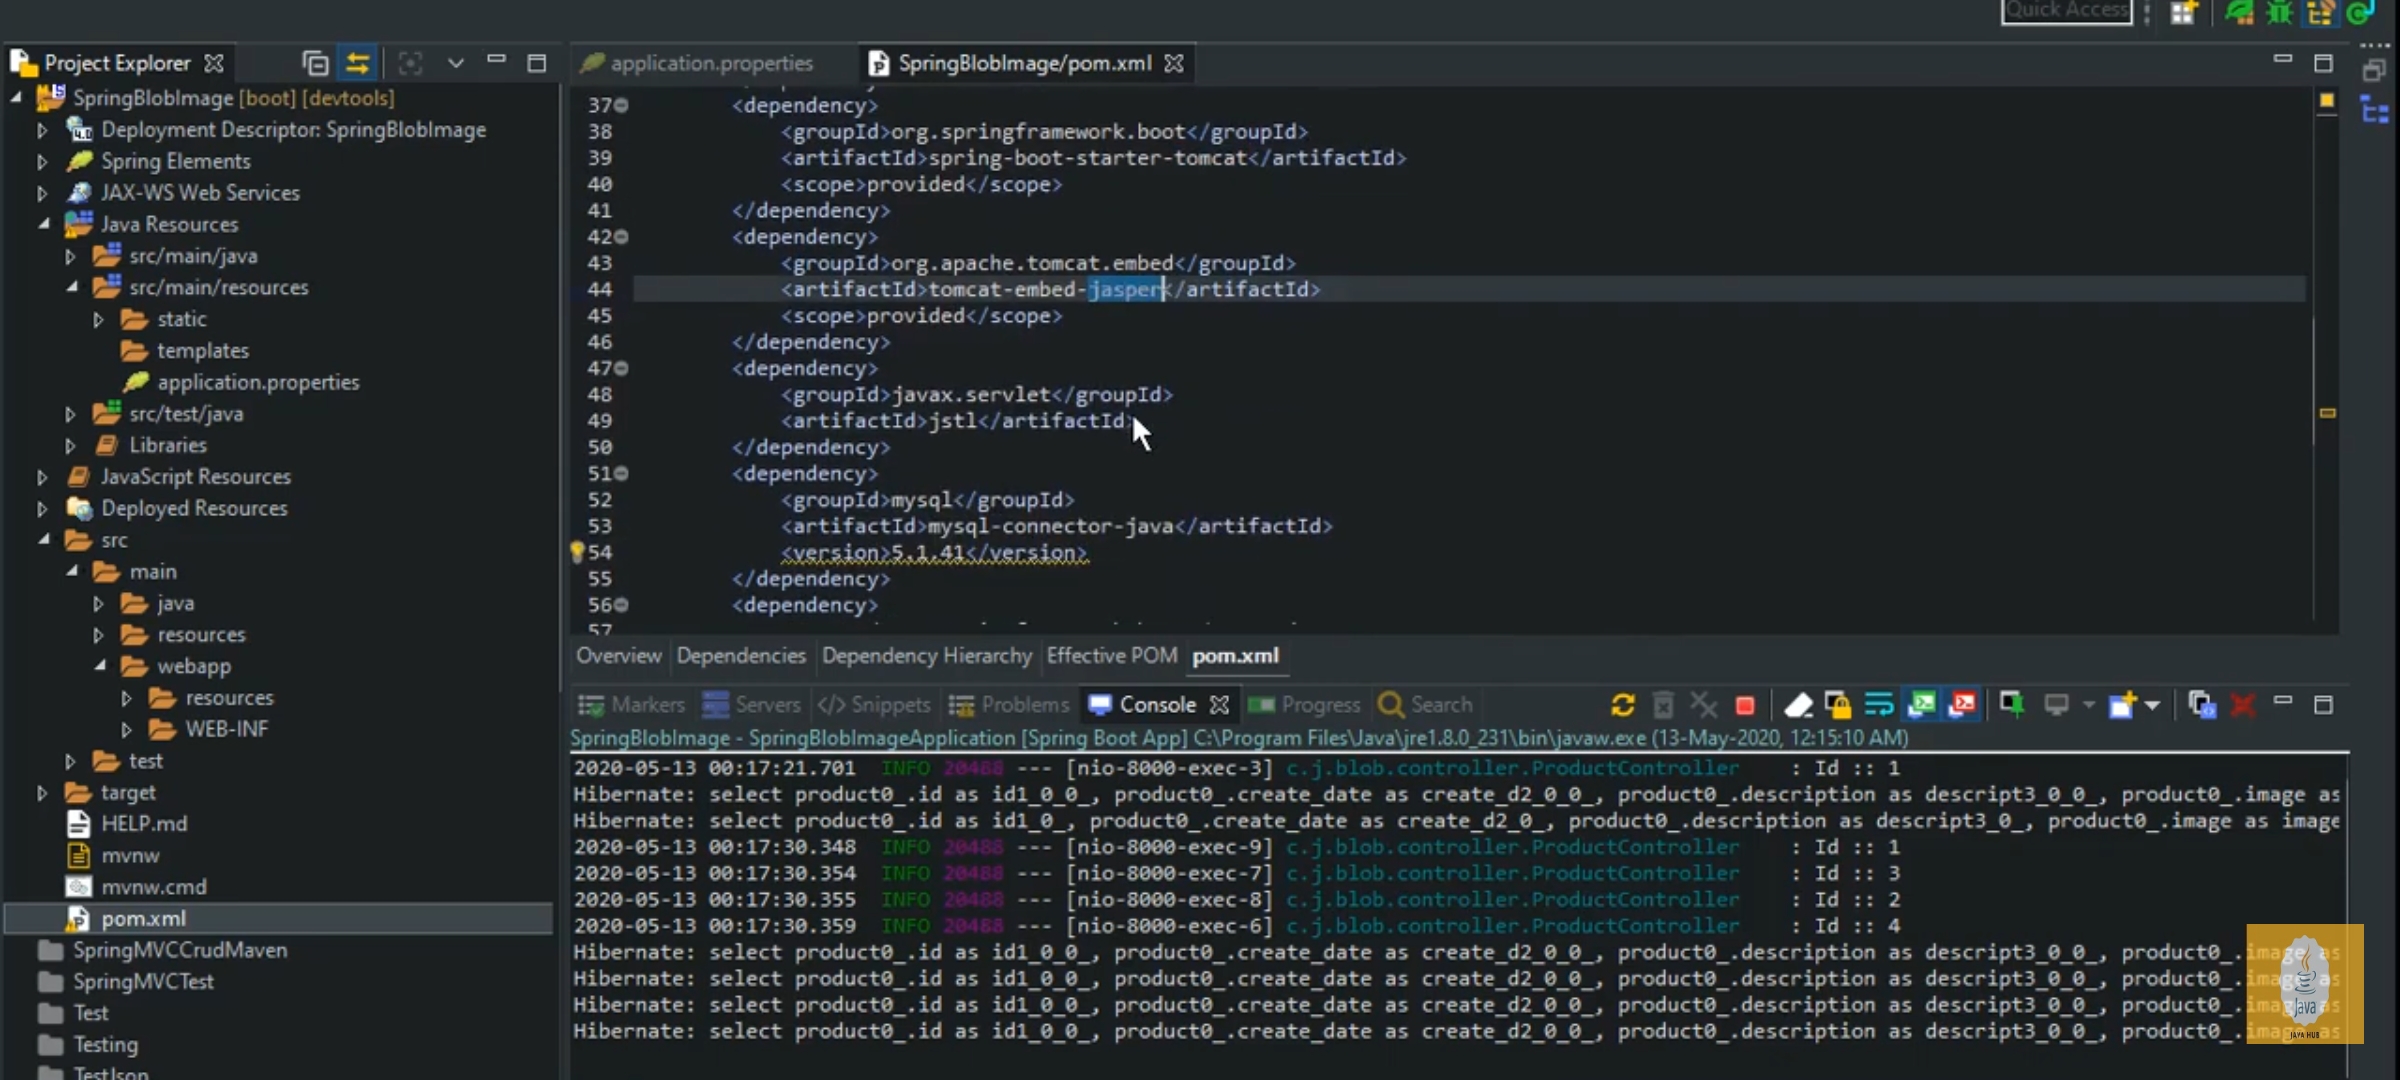 Quick Access
Project Explorer
SpringBlobImage [boot] [devtools]
Deployment Descriptor: SpringBlobImage
Spring Elements
JAX-WS Web Services
Java Resources
src/main/java
src/main/resources
static
templates
application.properties
src/test/java
Libraries
JavaScript Resources
Deployed Resources
src
main
java
resources
webapp
resources
WEB-INF
test
target
HELP.md
mvnw
mvnw.cmd
pom.xml
SpringMVCCrudMaven
SpringMVCTest
Test
Testing
TestJson
application.properties
SpringBlobImage/pom.xml
37 <dependency>
38 <groupId>org.springframework.boot</groupId>
39 <artifactId>spring-boot-starter-tomcat</artifactId>
40 <scope>provided</scope>
41 </dependency>
42 <dependency>
43 <groupId>org.apache.tomcat.embed</groupId>
44 <artifactId>tomcat-embed-jasper</artifactId>
45 <scope>provided</scope>
46 </dependency>
47 <dependency>
48 <groupId>javax.servlet</groupId>
49 <artifactId>jstl</artifactId>
50 </dependency>
51 <dependency>
52 <groupId>mysql</groupId>
53 <artifactId>mysql-connector-java</artifactId>
54 <version>5.1.41</version>
55 </dependency>
56 <dependency>
57
Overview Dependencies Dependency Hierarchy Effective POM pom.xml
Markers Servers Snippets Problems Console Progress Search
SpringBlobImage - SpringBlobImageApplication [Spring Boot App] C:\Program Files\Java\jre1.8.0_231\bin\javaw.exe (13-May-2020, 12:15:10 AM)
2020-05-13 00:17:21.701 INFO 20488 --- [nio-8000-exec-3] c.j.blob.controller.ProductController : Id :: 1
Hibernate: select product0_.id as id1_0_0_, product0_.create_date as create_d2_0_0_, product0_.description as descript3_0_0_, product0_.image as
Hibernate: select product0_.id as id1_0_, product0_.create_date as create_d2_0_, product0_.description as descript3_0_, product0_.image as image
2020-05-13 00:17:30.348 INFO 20488 --- [nio-8000-exec-9] c.j.blob.controller.ProductController : Id :: 1
2020-05-13 00:17:30.354 INFO 20488 --- [nio-8000-exec-7] c.j.blob.controller.ProductController : Id :: 3
2020-05-13 00:17:30.355 INFO 20488 --- [nio-8000-exec-8] c.j.blob.controller.ProductController : Id :: 2
2020-05-13 00:17:30.359 INFO 20488 --- [nio-8000-exec-6] c.j.blob.controller.ProductController : Id :: 4
Hibernate: select product0_.id as id1_0_0_, product0_.create_date as create_d2_0_0_, product0_.description as descript3_0_0_, product0_.image as
Hibernate: select product0_.id as id1_0_0_, product0_.create_date as create_d2_0_0_, product0_.description as descript3_0_0_, product0_.image as
Hibernate: select product0_.id as id1_0_0_, product0_.create_date as create_d2_0_0_, product0_.description as descript3_0_0_, product0_.image as
Hibernate: select product0_.id as id1_0_0_, product0_.create_date as create_d2_0_0_, product0_.description as descript3_0_0_, product0_.image as
Java
JAVA HUB